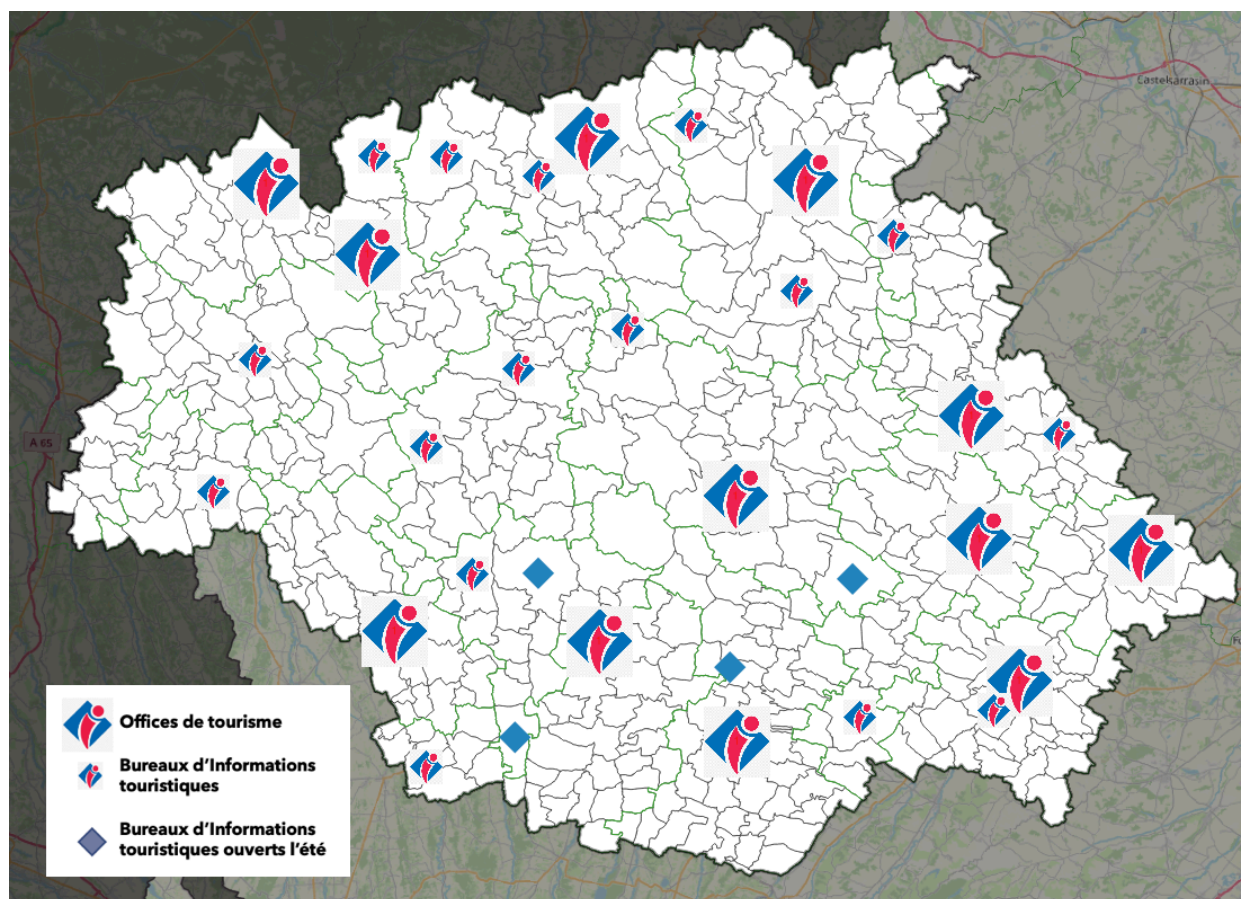 Castelsarrasin
A 65
Offices de tourisme
Bureaux d'Informations
touristiques
Bureaux d'Informations
touristiques ouverts l'été